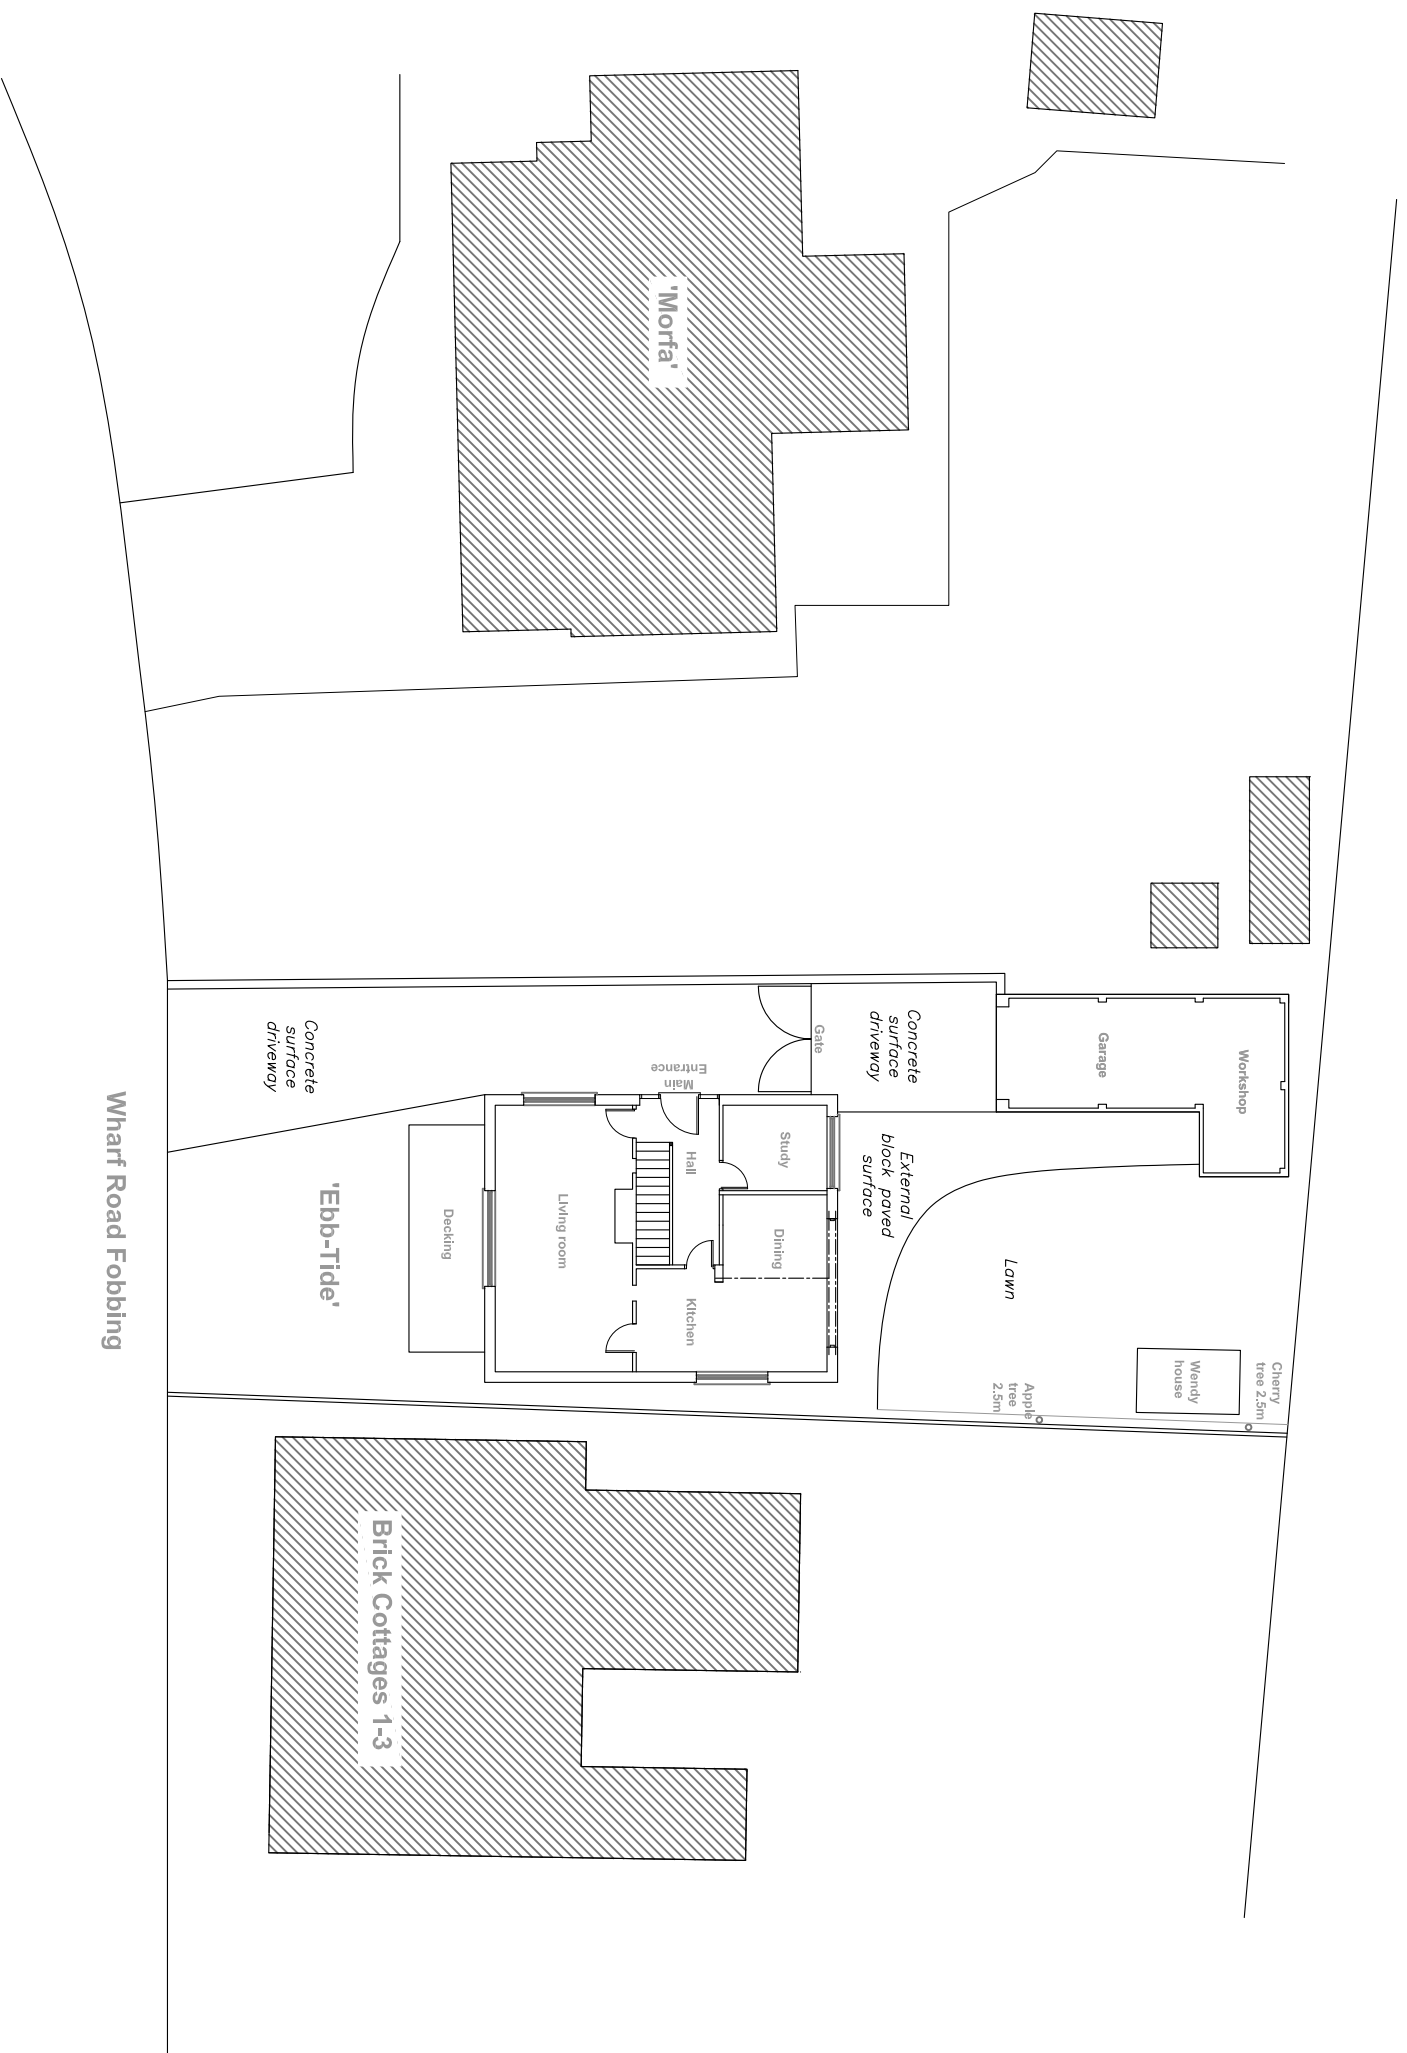 'Morfa'
Workshop
Garage
Gate
Concrete
surface
driveway
Concrete
surface
driveway
Main
Entrance
External
block paved
surface
Study
Hall
Living room
Decking
Dining
Kitchen
Lawn
Wendy
house
Cherry
tree 2.5m
Apple
tree
2.5m
'Ebb-Tide'
Wharf Road Fobbing
Brick Cottages 1-3